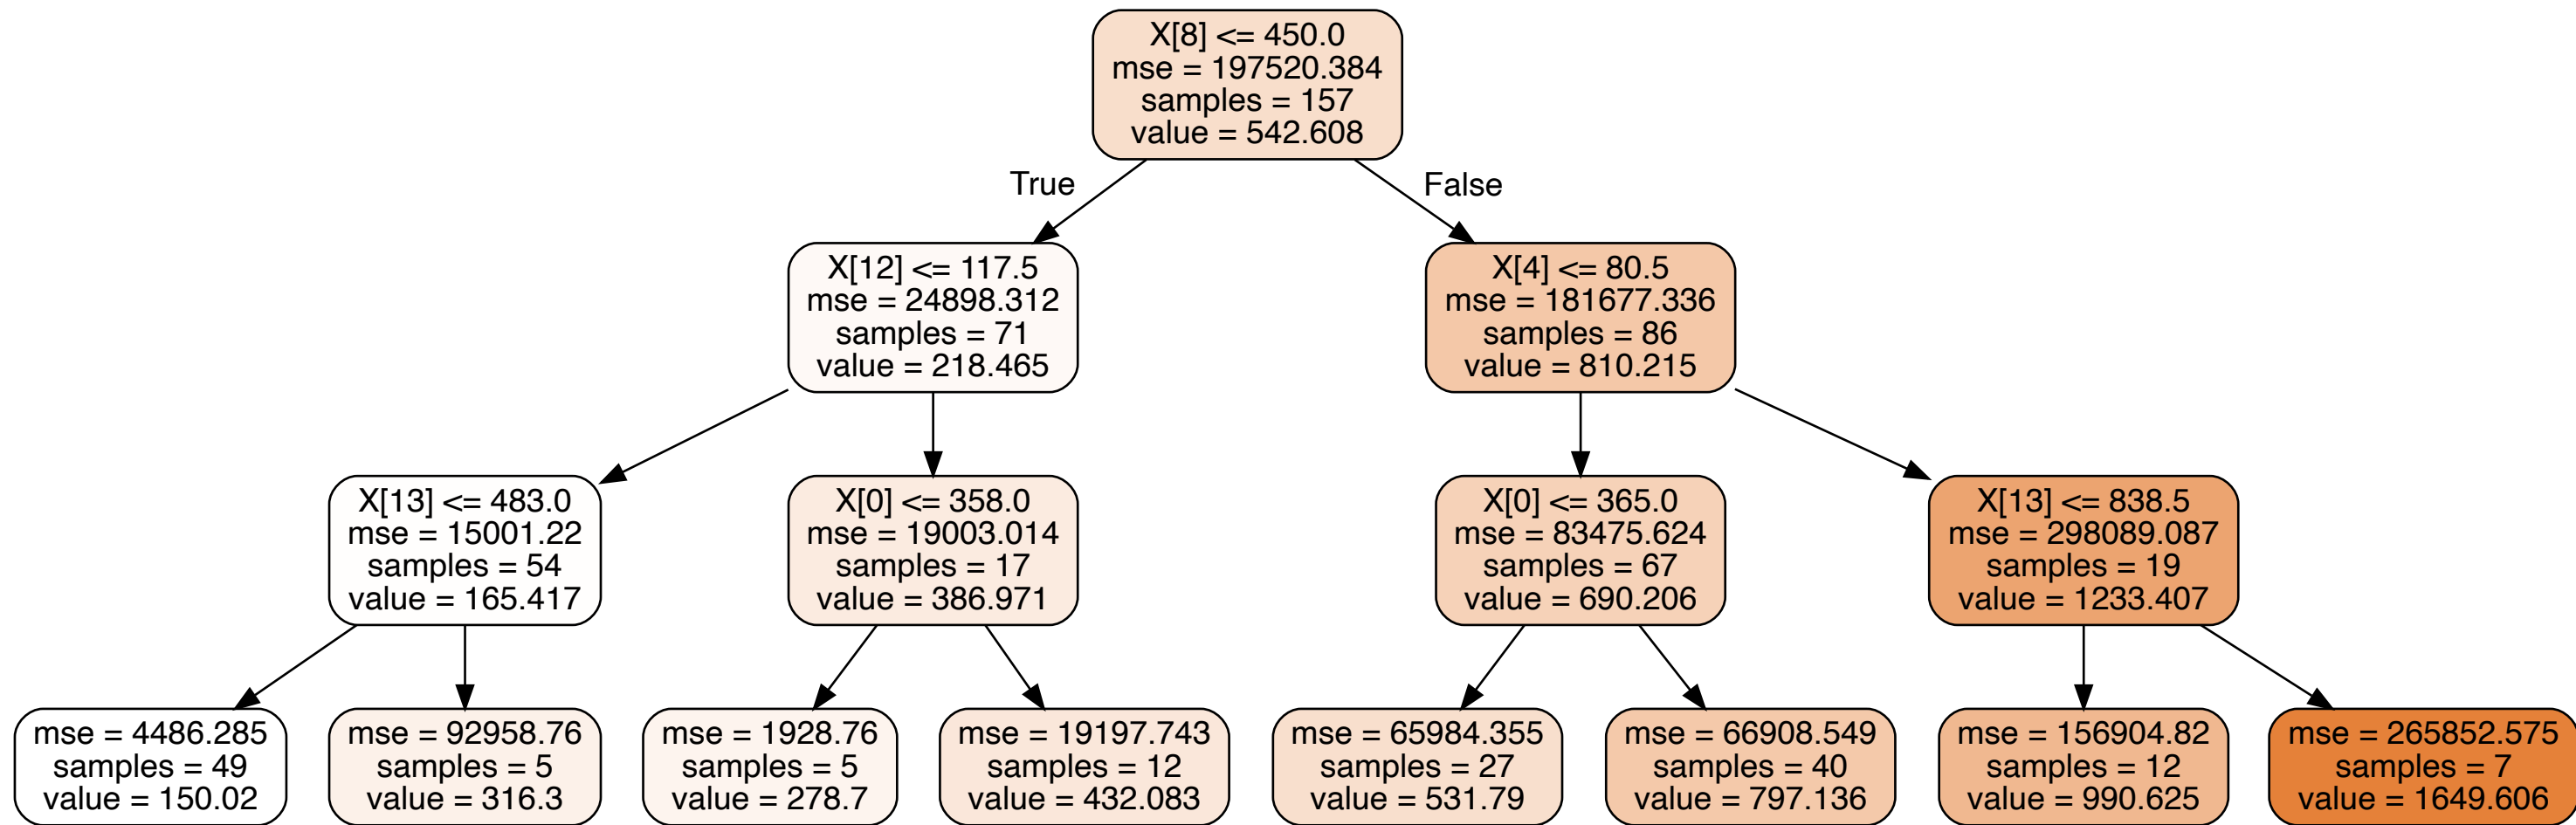 X[8] <= 450.0
mse = 197520.384
samples = 157
value = 542.608
True
False
X[12] <= 117.5
mse = 24898.312
samples = 71
value = 218.465
X[4] <= 80.5
mse = 181677.336
samples = 86
value = 810.215
X[13] <= 483.0
mse = 15001.22
samples = 54
value = 165.417
X[0] <= 358.0
mse = 19003.014
samples = 17
value = 386.971
X[0] <= 365.0
mse = 83475.624
samples = 67
value = 690.206
X[13] <= 838.5
mse = 298089.087
samples = 19
value = 1233.407
mse = 4486.285
samples = 49
value = 150.02
mse = 92958.76
samples = 5
value = 316.3
mse = 1928.76
samples = 5
value = 278.7
mse = 19197.743
samples = 12
value = 432.083
mse = 65984.355
samples = 27
value = 531.79
mse = 66908.549
samples = 40
value = 797.136
mse = 156904.82
samples = 12
value = 990.625
mse = 265852.575
samples = 7
value = 1649.606